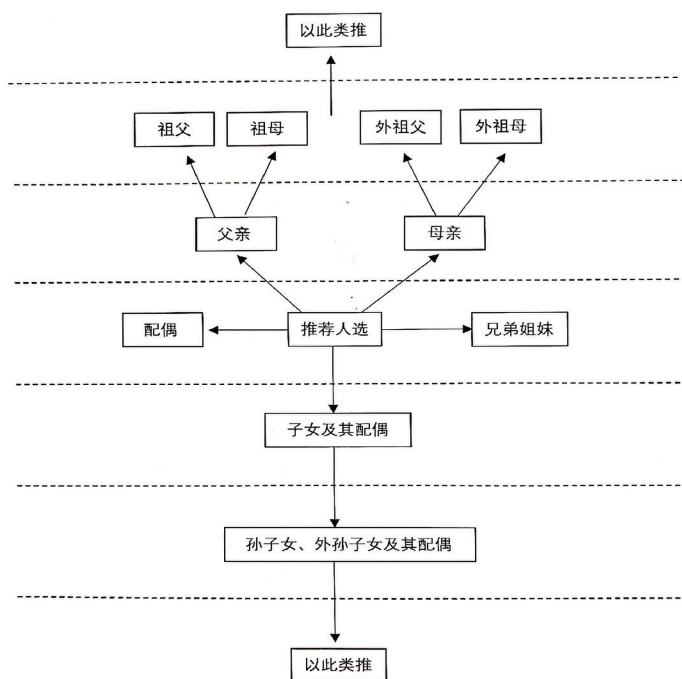 以此类推
祖父
祖母
外祖父
外祖母
父亲
母亲
配偶
推荐人选
兄弟姐妹
子女及其配偶
孙子女、外孙子女及其配偶
以此类推